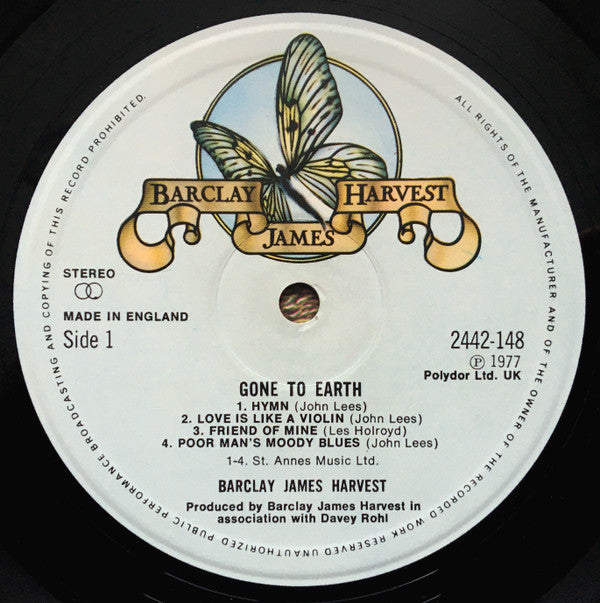 BARCLAY
JAMES
HARVEST
STEREO
MADE IN ENGLAND
Side 1
2442-148
Ⓟ 1977
Polydor Ltd. UK
GONE TO EARTH
1. HYMN (John Lees)
2. LOVE IS LIKE A VIOLIN (John Lees)
3. FRIEND OF MINE (Les Holroyd)
4. POOR MAN'S MOODY BLUES (John Lees)
1-4. St. Annes Music Ltd.
BARCLAY JAMES HARVEST
Produced by Barclay James Harvest in
association with Davey Rohl
ALL RIGHTS OF THE MANUFACTURER AND OF THE OWNER OF THE RECORDED WORK RESERVED UNAUTHORIZED PUBLIC PERFORMANCE BROADCASTING AND COPYING OF THIS RECORD PROHIBITED.